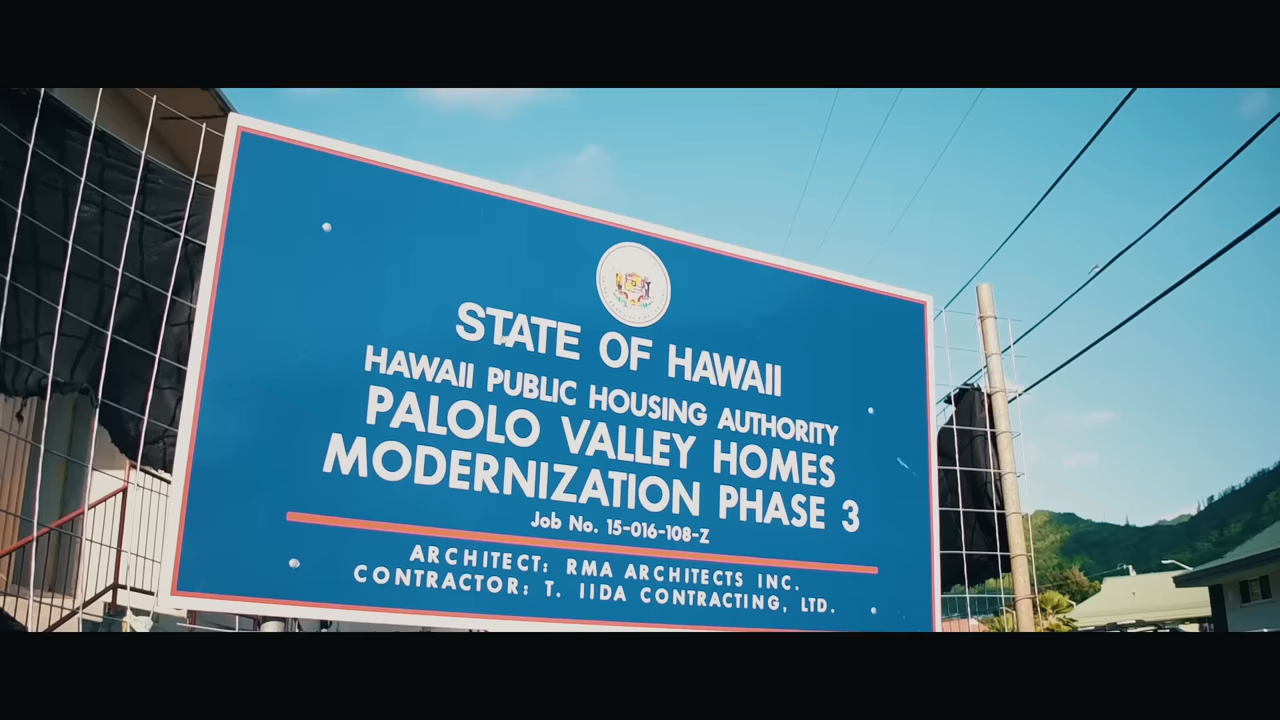 STATE OF HAWAII
HAWAII PUBLIC HOUSING AUTHORITY
PALOLO VALLEY HOMES
MODERNIZATION PHASE 3
Job No. 15-016-108-Z
ARCHITECT: RMA ARCHITECTS INC.
CONTRACTOR: T. IIDA CONTRACTING, LTD.